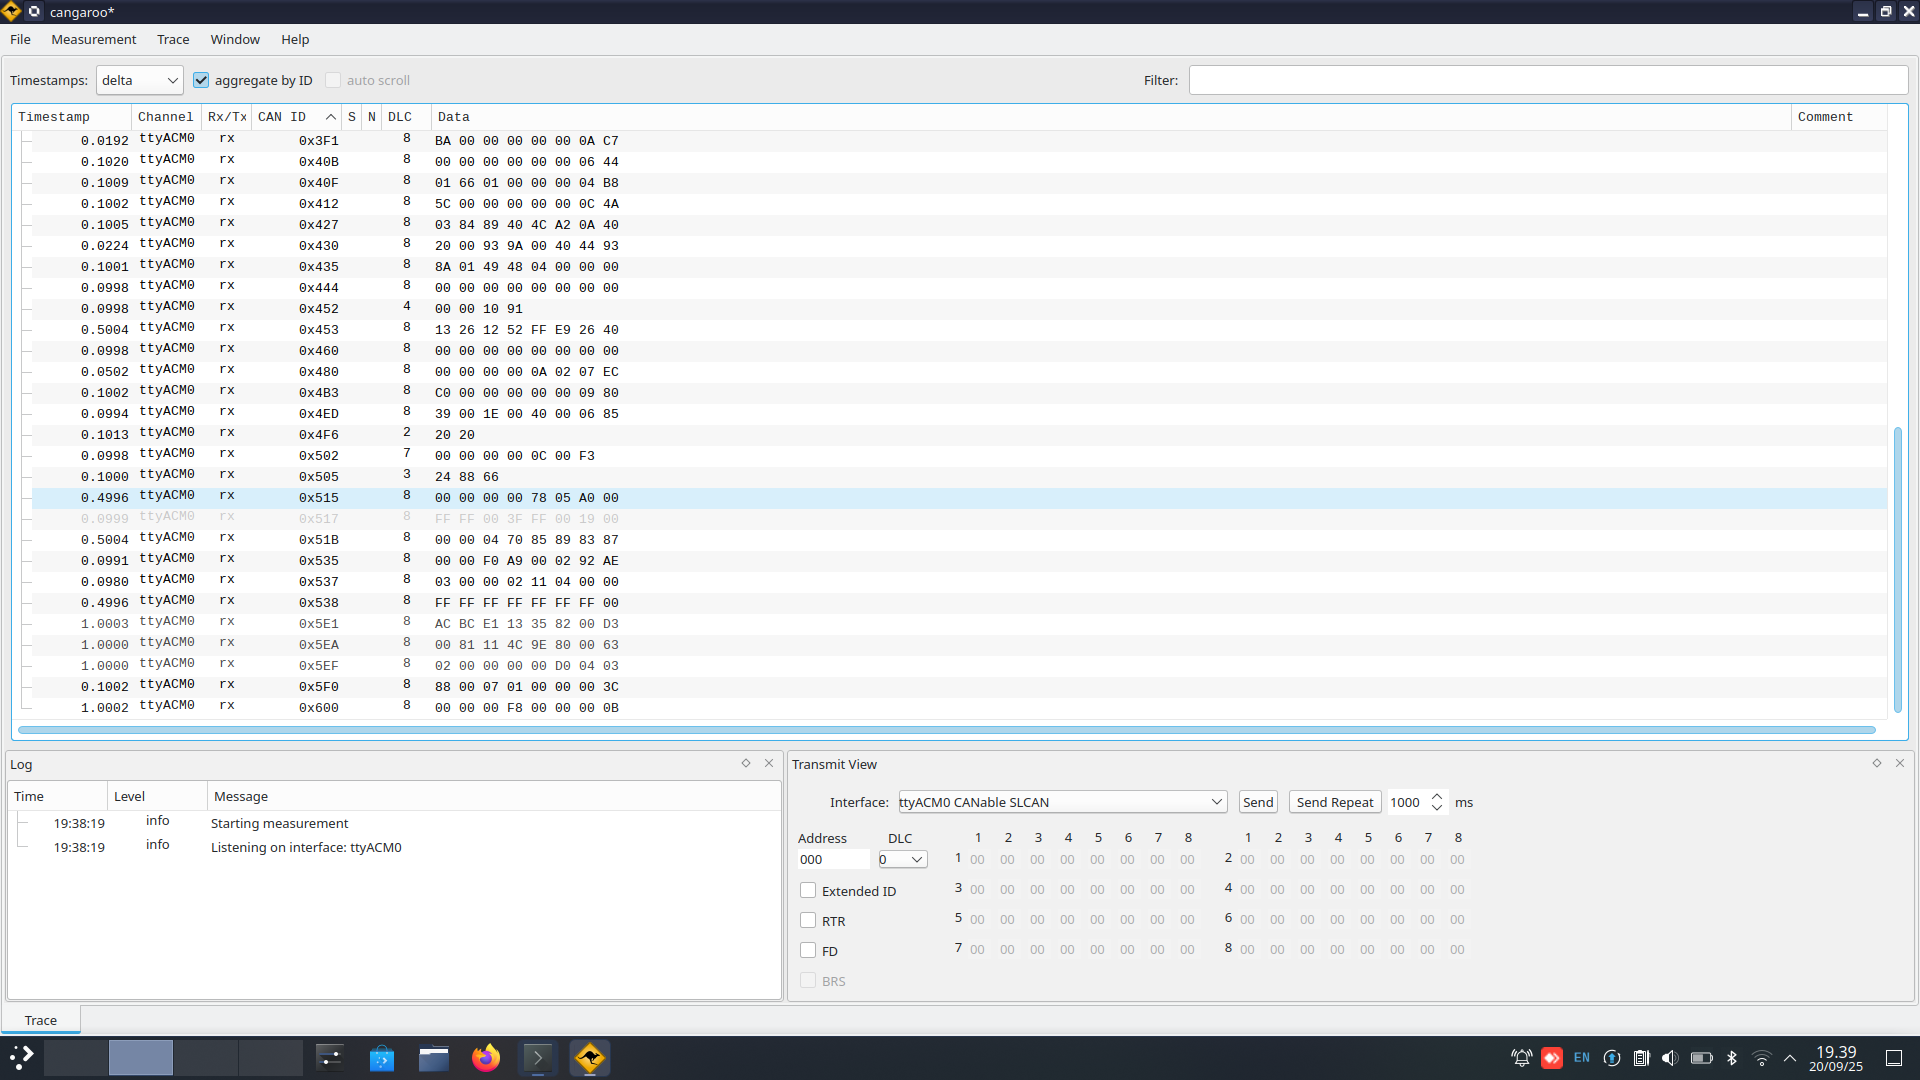 cangaroo*
File Measurement Trace Window Help
Timestamps: delta aggregate by ID auto scroll Filter:
Timestamp Channel Rx/Tx CAN ID S N DLC Data Comment
0.0192 ttyACM0 rx 0x3F1 8 BA 00 00 00 00 00 0A C7
0.1020 ttyACM0 rx 0x40B 8 00 00 00 00 00 00 06 44
0.1009 ttyACM0 rx 0x40F 8 01 66 01 00 00 00 04 B8
0.1002 ttyACM0 rx 0x412 8 5C 00 00 00 00 00 0C 4A
0.1005 ttyACM0 rx 0x427 8 03 84 89 40 4C A2 0A 40
0.0224 ttyACM0 rx 0x430 8 20 00 93 9A 00 40 44 93
0.1001 ttyACM0 rx 0x435 8 8A 01 49 48 04 00 00 00
0.0998 ttyACM0 rx 0x444 8 00 00 00 00 00 00 00 00
0.0998 ttyACM0 rx 0x452 4 00 00 10 91
0.5004 ttyACM0 rx 0x453 8 13 26 12 52 FF E9 26 40
0.0998 ttyACM0 rx 0x460 8 00 00 00 00 00 00 00 00
0.0502 ttyACM0 rx 0x480 8 00 00 00 00 0A 02 07 EC
0.1002 ttyACM0 rx 0x4B3 8 C0 00 00 00 00 00 09 80
0.0994 ttyACM0 rx 0x4ED 8 39 00 1E 00 40 00 06 85
0.1013 ttyACM0 rx 0x4F6 2 20 20
0.0998 ttyACM0 rx 0x502 7 00 00 00 00 0C 00 F3
0.1000 ttyACM0 rx 0x505 3 24 88 66
0.4996 ttyACM0 rx 0x515 8 00 00 00 00 78 05 A0 00
0.0999 ttyACM0 rx 0x517 8 FF FF 00 3F FF 00 19 00
0.5004 ttyACM0 rx 0x51B 8 00 00 04 70 85 89 83 87
0.0991 ttyACM0 rx 0x535 8 00 00 F0 A9 00 02 92 AE
0.0980 ttyACM0 rx 0x537 8 03 00 00 02 11 04 00 00
0.4996 ttyACM0 rx 0x538 8 FF FF FF FF FF FF FF 00
1.0003 ttyACM0 rx 0x5E1 8 AC BC E1 13 35 82 00 D3
1.0000 ttyACM0 rx 0x5EA 8 00 81 11 4C 9E 80 00 63
1.0000 ttyACM0 rx 0x5EF 8 02 00 00 00 00 D0 04 03
0.1002 ttyACM0 rx 0x5F0 8 88 00 07 01 00 00 00 3C
1.0002 ttyACM0 rx 0x600 8 00 00 00 F8 00 00 00 0B
Log
Time Level Message
19:38:19 info Starting measurement
19:38:19 info Listening on interface: ttyACM0
Transmit View
Interface: ttyACM0 CANable SLCAN Send Send Repeat 1000 ms
Address DLC 1 2 3 4 5 6 7 8 1 2 3 4 5 6 7 8
000 0 1 00 00 00 00 00 00 00 00 2 00 00 00 00 00 00 00 00
Extended ID 3 00 00 00 00 00 00 00 00 4 00 00 00 00 00 00 00 00
RTR 5 00 00 00 00 00 00 00 00 6 00 00 00 00 00 00 00 00
FD 7 00 00 00 00 00 00 00 00 8 00 00 00 00 00 00 00 00
BRS
Trace
EN 19.39
20/09/25